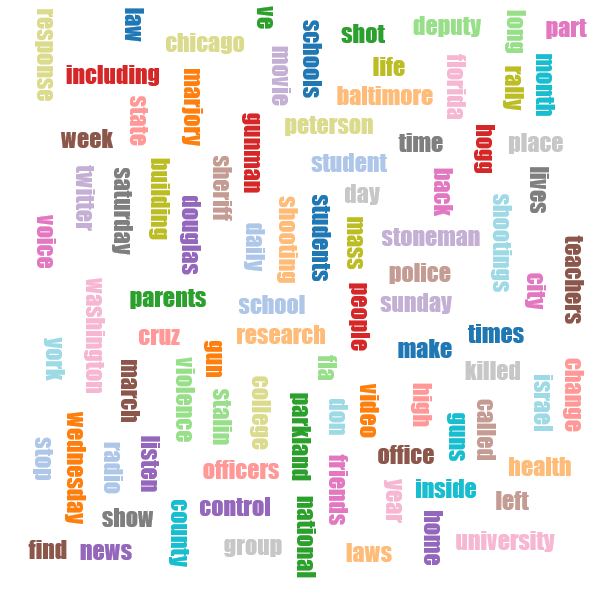 response
law
chicago
ve
schools
shot
deputy
long
part
including
movie
life
rally
month
florida
marjory
baltimore
state
week
gunman
peterson
time
hogg
place
student
twitter
saturday
building
sheriff
day
back
lives
voice
douglas
daily
shooting
students
mass
stoneman
shootings
teachers
police
city
washington
parents
school
people
sunday
cruz
research
make
times
york
march
gun
violence
fla
killed
change
israel
stain
college
don
video
high
guns
called
parkland
wednesday
stop
radio
listen
officers
friends
office
health
year
inside
left
show
county
control
national
home
find
news
group
laws
university